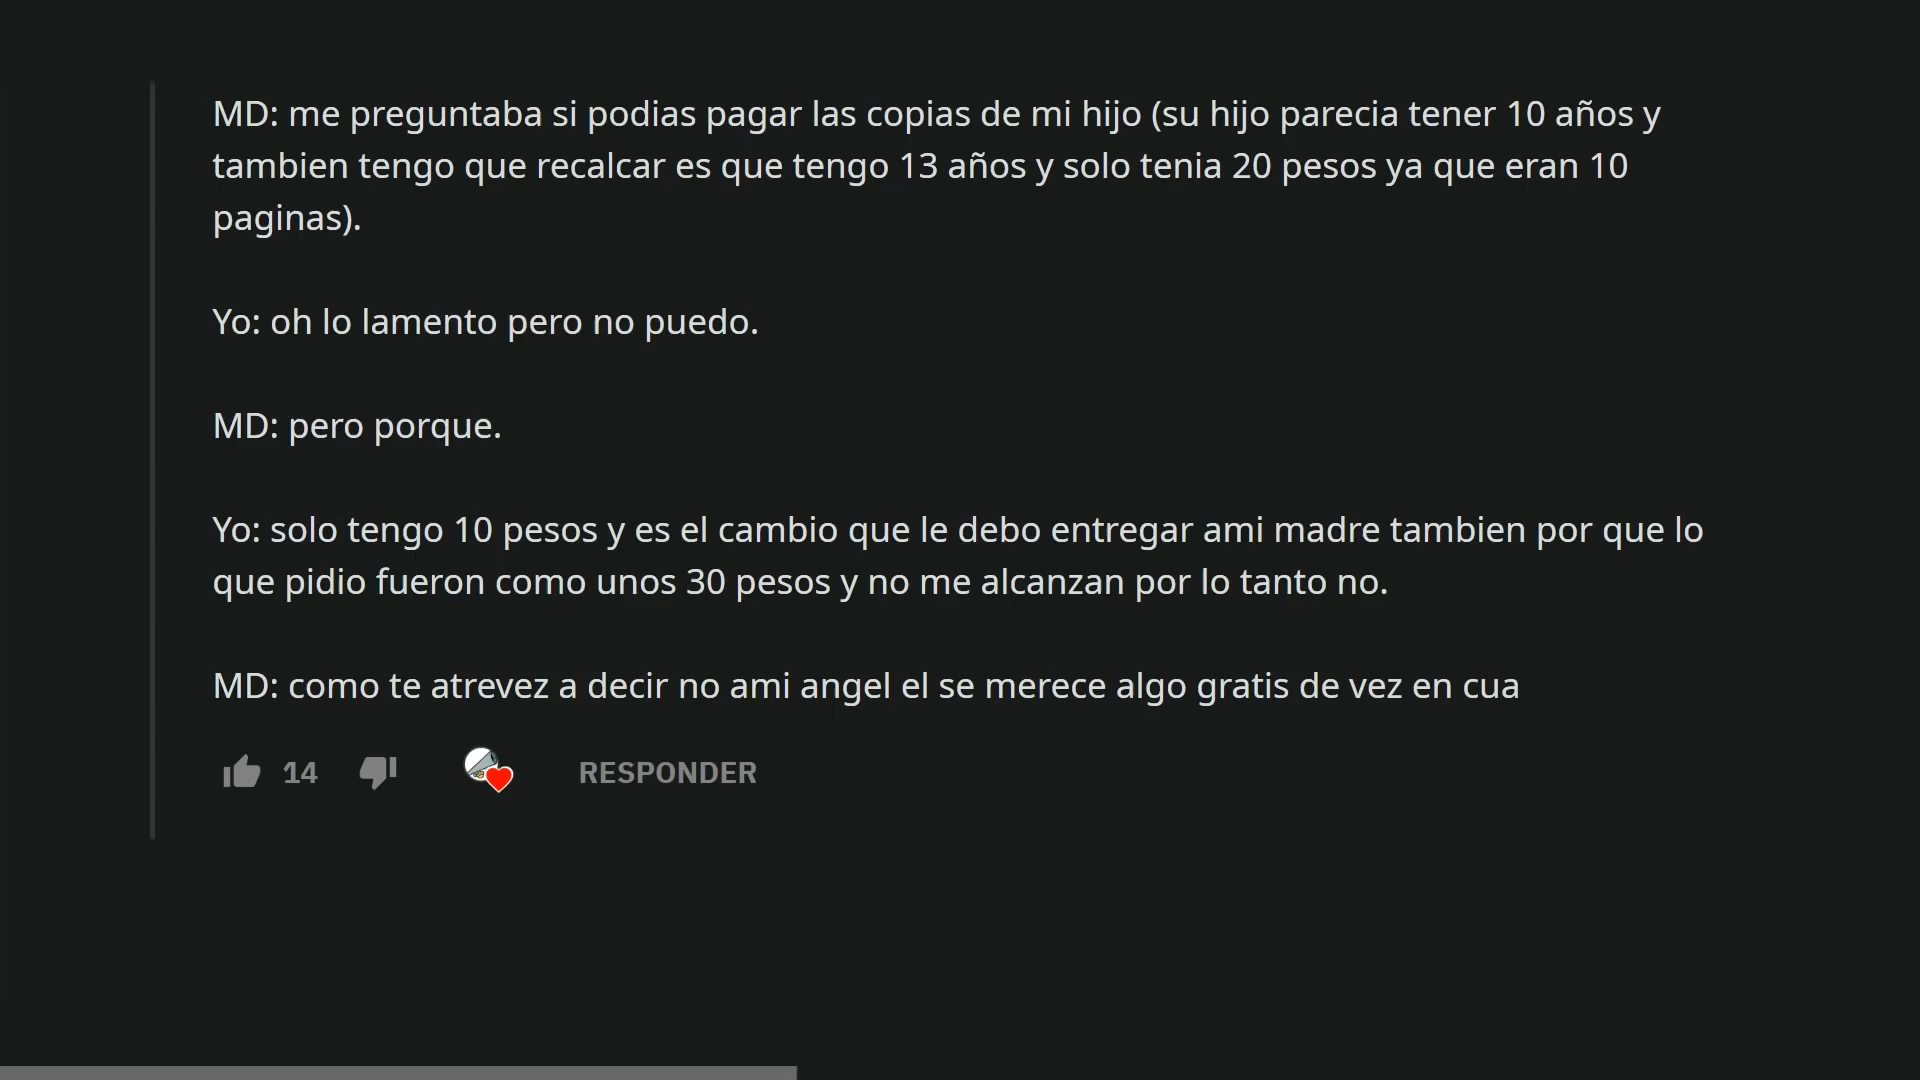 MD: me preguntaba si podias pagar las copias de mi hijo (su hijo parecia tener 10 años y
tambien tengo que recalcar es que tengo 13 años y solo tenia 20 pesos ya que eran 10
paginas).
Yo: oh lo lamento pero no puedo.
MD: pero porque.
Yo: solo tengo 10 pesos y es el cambio que le debo entregar ami madre tambien por que lo
que pidio fueron como unos 30 pesos y no me alcanzan por lo tanto no.
MD: como te atrevez a decir no ami angel el se merece algo gratis de vez en cua
14 RESPONDER